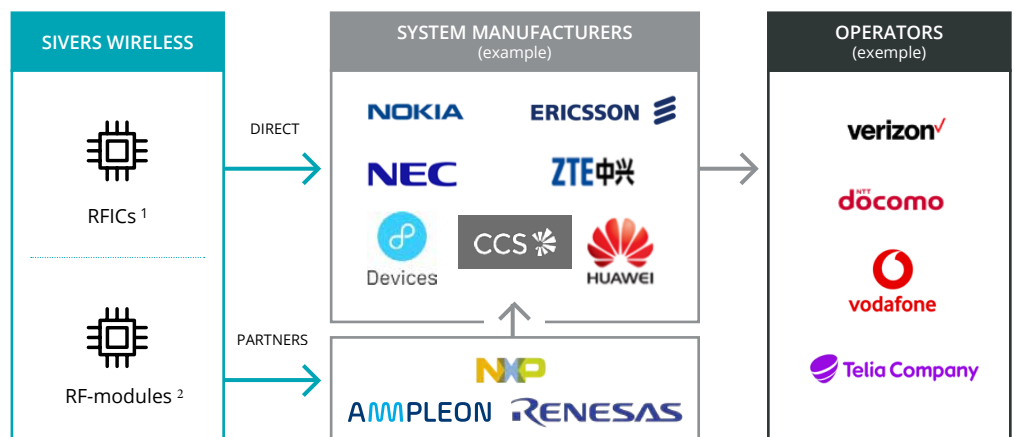 SIVERS WIRELESS
RFICs 1
RF-modules 2
DIRECT
PARTNERS
SYSTEM MANUFACTURERS
(example)
NOKIA ERICSSON
NEC ZTE中兴
Devices CCS HUAWEI
NXP
AMPLEON RENESAS
OPERATORS
(exemple)
verizon
NTT
döcomo
vodafone
Telia Company